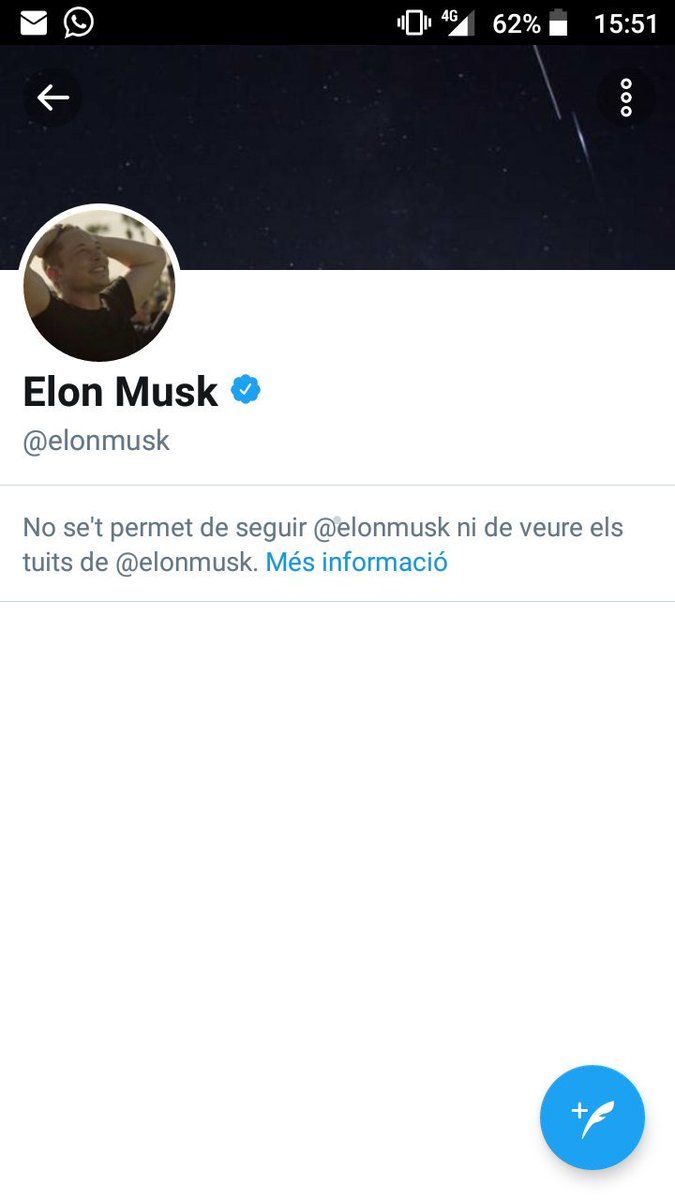 4G 62% 15:51
Elon Musk
@elonmusk
No se't permet de seguir @elonmusk ni de veure els
tuits de @elonmusk. Més informació